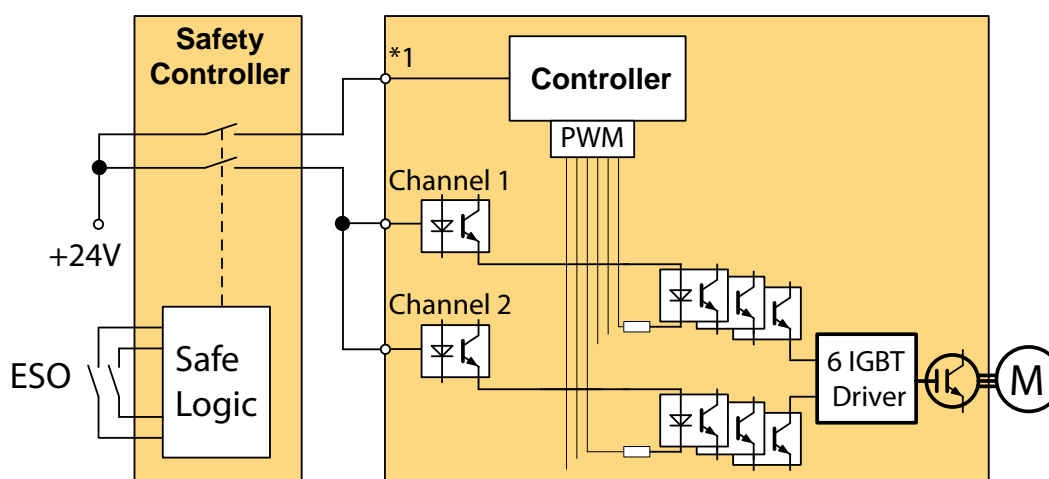 Safety
Controller
+24V
ESO
Safe
Logic
*1
Controller
PWM
Channel 1
Channel 2
6 IGBT
Driver
M